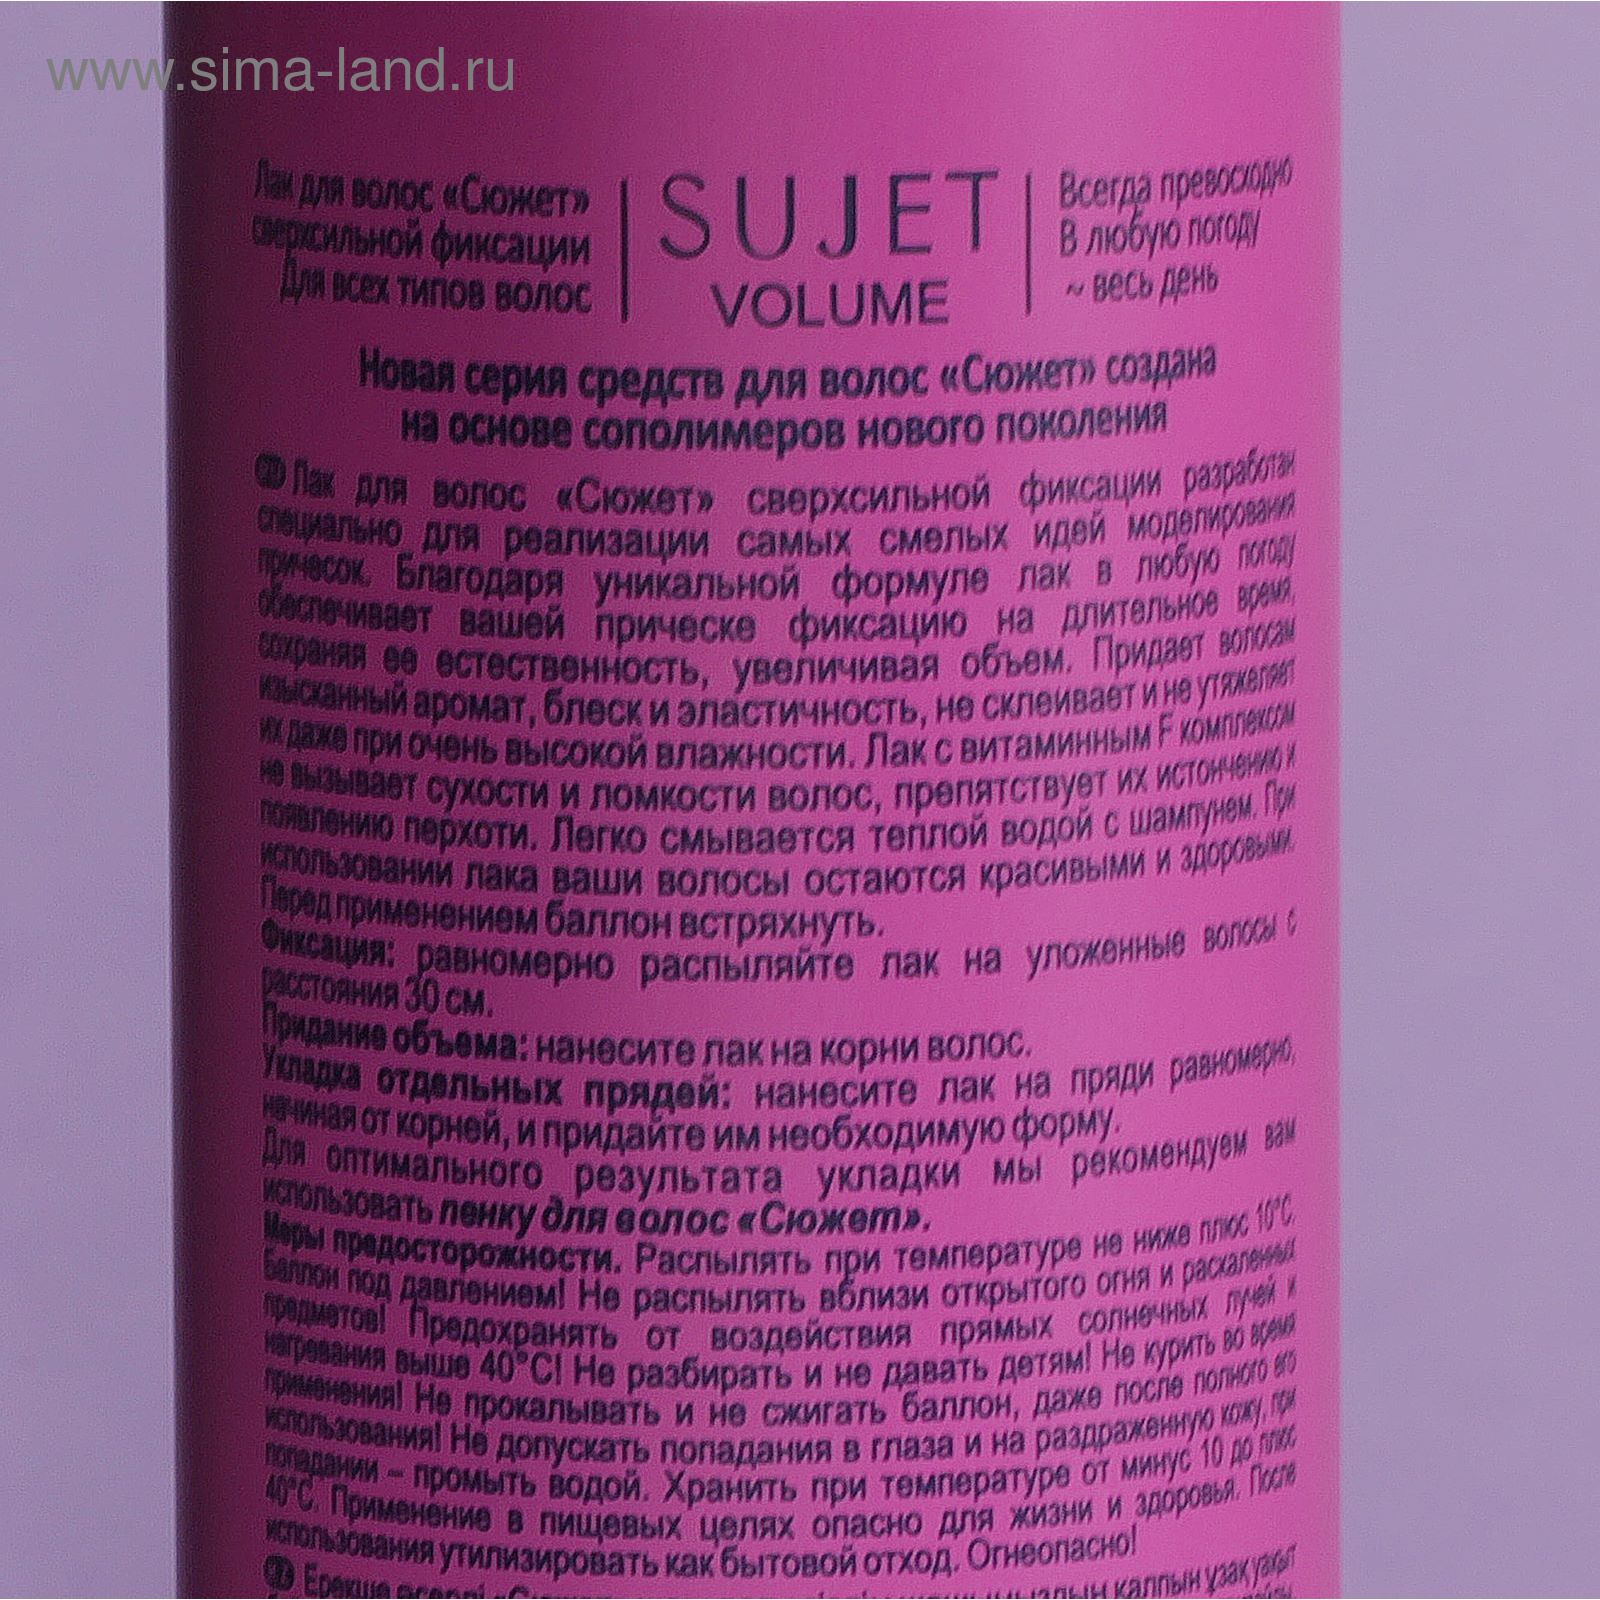 www.sima-land.ru
Лак для волос «Сюжет»
сверхсильной фиксации
Для всех типов волос
SUJET
VOLUME
Всегда превосходно
В любую погоду
~ весь день
Новая серия средств для волос «Сюжет» создана
на основе сополимеров нового поколения
Лак для волос «Сюжет» сверхсильной фиксации разработан
специально для реализации самых смелых идей моделирования
причесок. Благодаря уникальной формуле лак в любую погоду
обеспечивает вашей прическе фиксацию на длительное время,
сохраняя ее естественность, увеличивая объем. Придает волосам
изысканный аромат, блеск и эластичность, не склеивает и не утяжеляет
их даже при очень высокой влажности. Лак с витаминным F комплексом
не вызывает сухости и ломкости волос, препятствует их истончению и
появлению перхоти. Легко смывается теплой водой с шампунем. При
использовании лака ваши волосы остаются красивыми и здоровыми.
Перед применением баллон встряхнуть.
Фиксация: равномерно распыляйте лак на уложенные волосы с
расстояния 30 см.
Придание объема: нанесите лак на корни волос.
Укладка отдельных прядей: нанесите лак на пряди равномерно,
начиная от корней, и придайте им необходимую форму.
Для оптимального результата укладки мы рекомендуем вам
использовать пенку для волос «Сюжет».
Меры предосторожности. Распылять при температуре не ниже плюс 10°С.
Баллон под давлением! Не распылять вблизи открытого огня и раскаленных
предметов! Предохранять от воздействия прямых солнечных лучей и
нагревания выше 40°С! Не разбирать и не давать детям! Не курить во время
применения! Не прокалывать и не сжигать баллон, даже после полного его
использования! Не допускать попадания в глаза и на раздраженную кожу, при
попадании – промыть водой. Хранить при температуре от минус 10 до плюс
40°С. Применение в пищевых целях опасно для жизни и здоровья. После
использования утилизировать как бытовой отход. Огнеопасно!
Ерекше әсерлі қалпын ұзақ уақыт